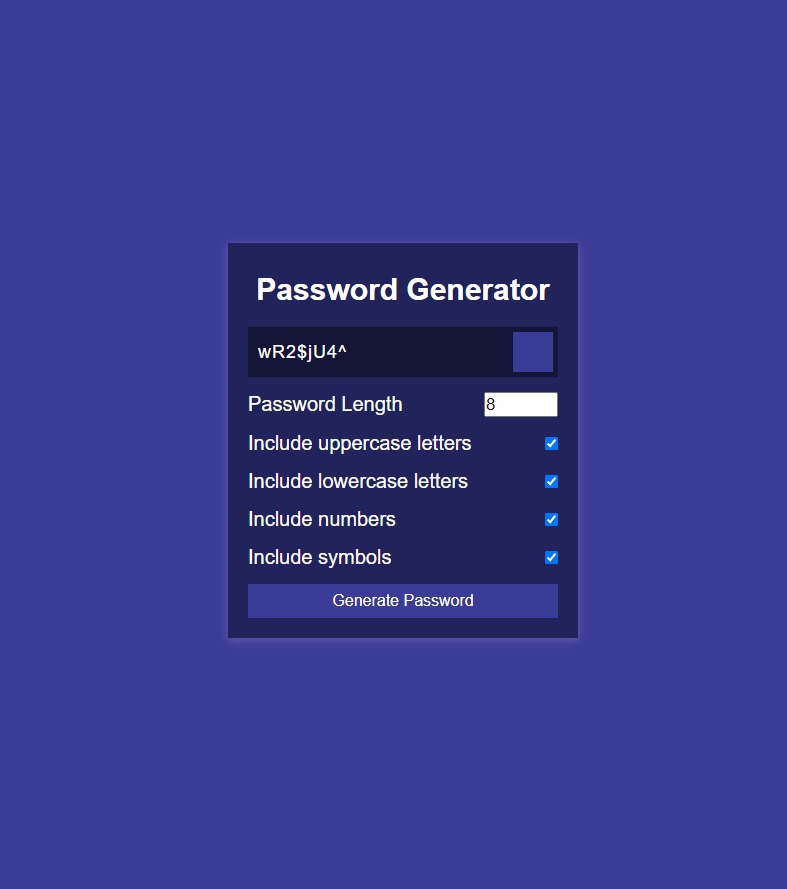 Password Generator
wR2$jU4^
Password Length 8
Include uppercase letters
Include lowercase letters
Include numbers
Include symbols
Generate Password